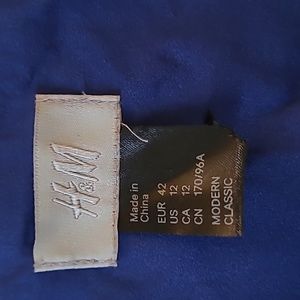 H&M
Made in
China
EUR 42
US 12
CA 12
CN 170/96A
MODERN
CLASSIC